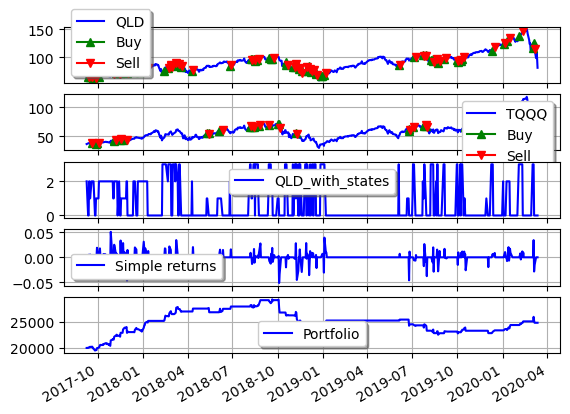 150
100
QLD
Buy
Sell
100
50
TQQQ
Buy
Sell
2
0
QLD_with_states
0.05
0.00
−0.05
Simple returns
25000
20000
Portfolio
2017-10 2018-01 2018-04 2018-07 2018-10 2019-01 2019-04 2019-07 2019-10 2020-01 2020-04